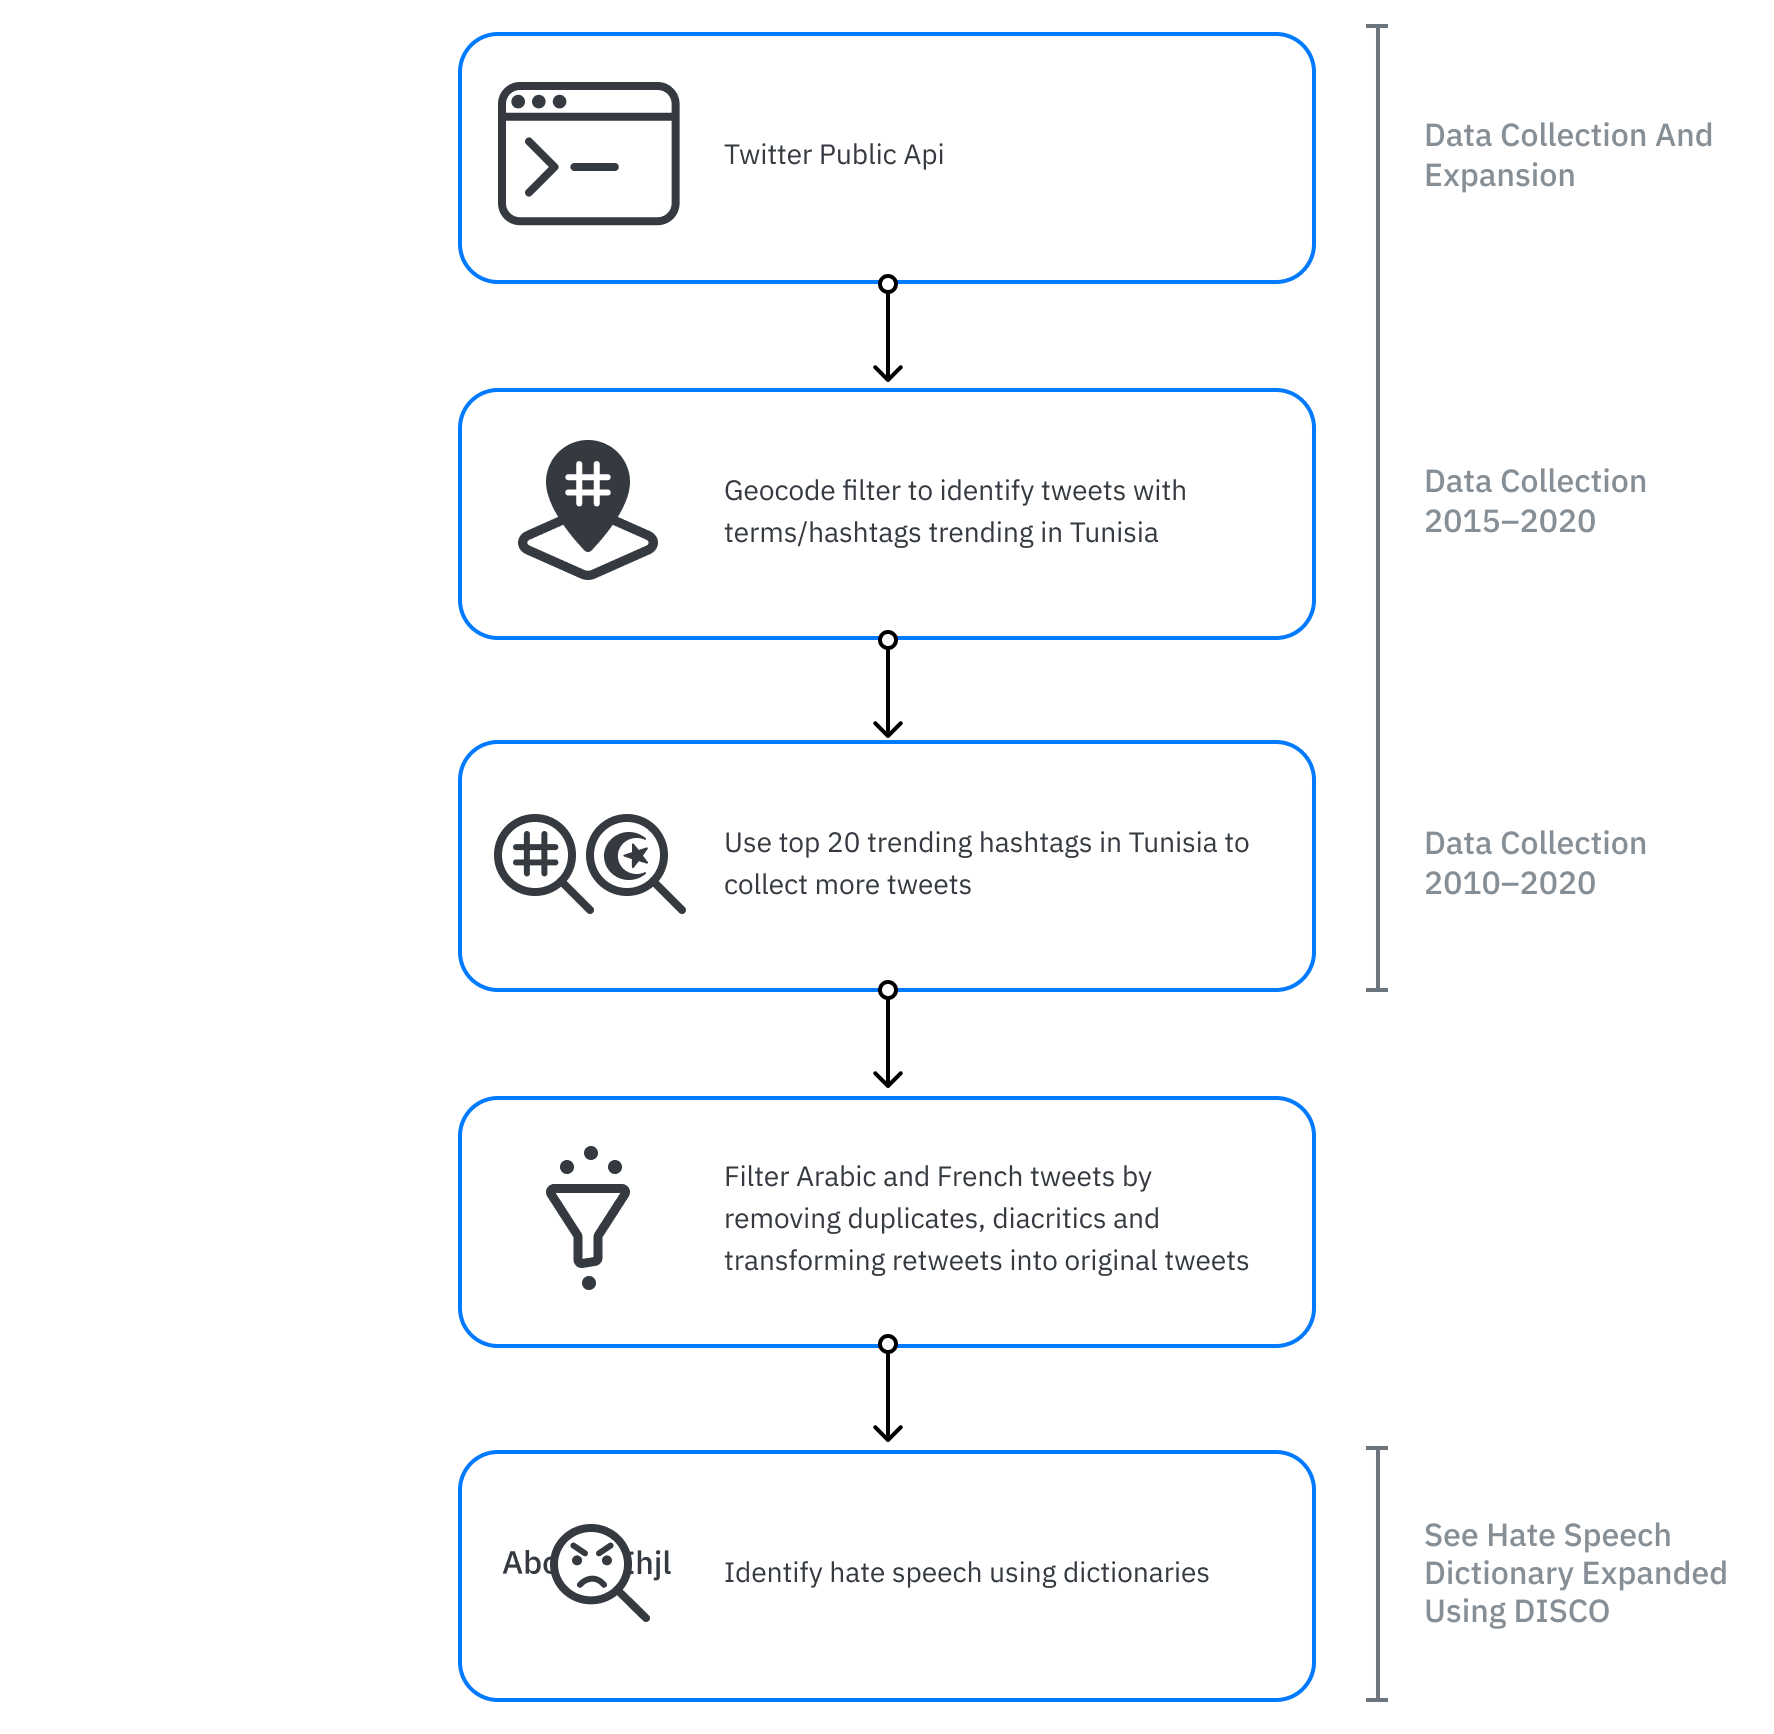 Twitter Public Api
Data Collection And
Expansion
Geocode filter to identify tweets with
terms/hashtags trending in Tunisia
Data Collection
2015–2020
Use top 20 trending hashtags in Tunisia to
collect more tweets
Data Collection
2010–2020
Filter Arabic and French tweets by
removing duplicates, diacritics and
transforming retweets into original tweets
Identify hate speech using dictionaries
See Hate Speech
Dictionary Expanded
Using DISCO